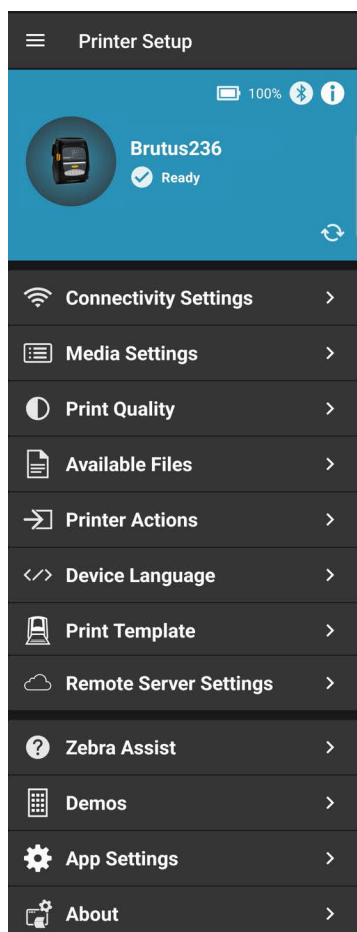 Printer Setup
100%
Brutus236
Ready
Connectivity Settings
Media Settings
Print Quality
Available Files
Printer Actions
Device Language
Print Template
Remote Server Settings
Zebra Assist
Demos
App Settings
About